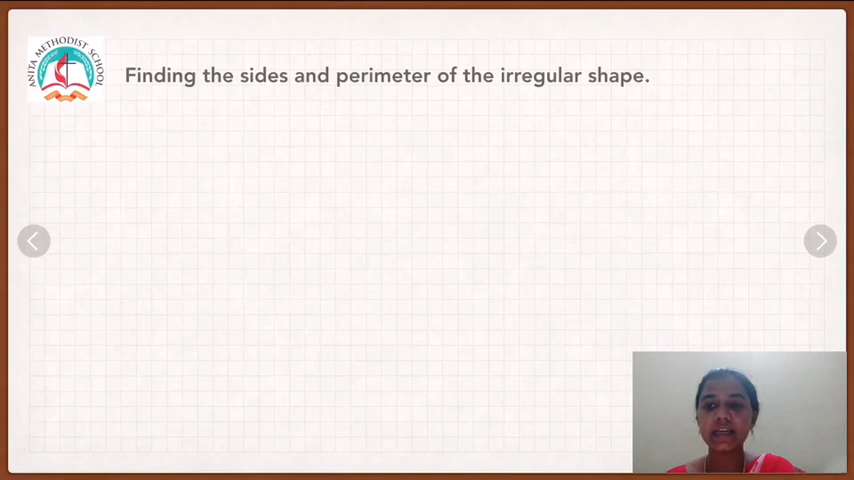 ANITA METHODIST SCHOOL
Finding the sides and perimeter of the irregular shape.